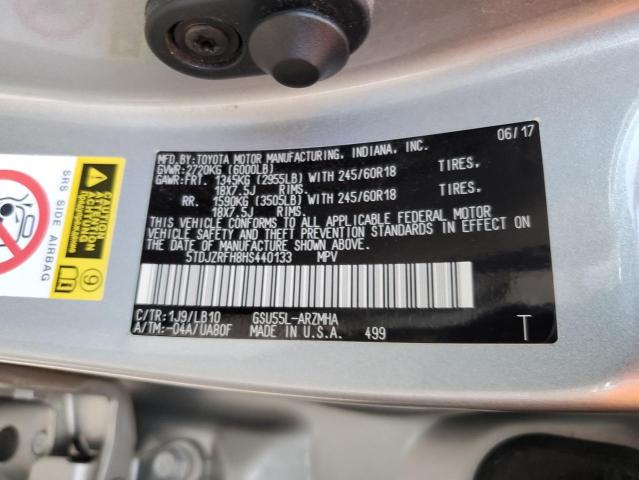 MFD.BY:TOYOTA MOTOR MANUFACTURING, INDIANA, INC. 06/17
GVWR:2720KG (6000LB)
GAWR:FRT. 1345KG (2955LB) WITH 245/60R18 TIRES,
18X7.5J RIMS.
RR. 1590KG (3505LB) WITH 245/60R18 TIRES,
18X7.5J RIMS.
THIS VEHICLE CONFORMS TO ALL APPLICABLE FEDERAL MOTOR
VEHICLE SAFETY AND THEFT PREVENTION STANDARDS IN EFFECT ON
THE DATE OF MANUFACTURE SHOWN ABOVE.
5TDJZRFH8HS440133 MPV
C/TR:1J9/LB10 GSU55L-ARZMHA
A/TM:-04A/UA80F MADE IN U.S.A. 499 T
SRS SIDE AIRBAG
9